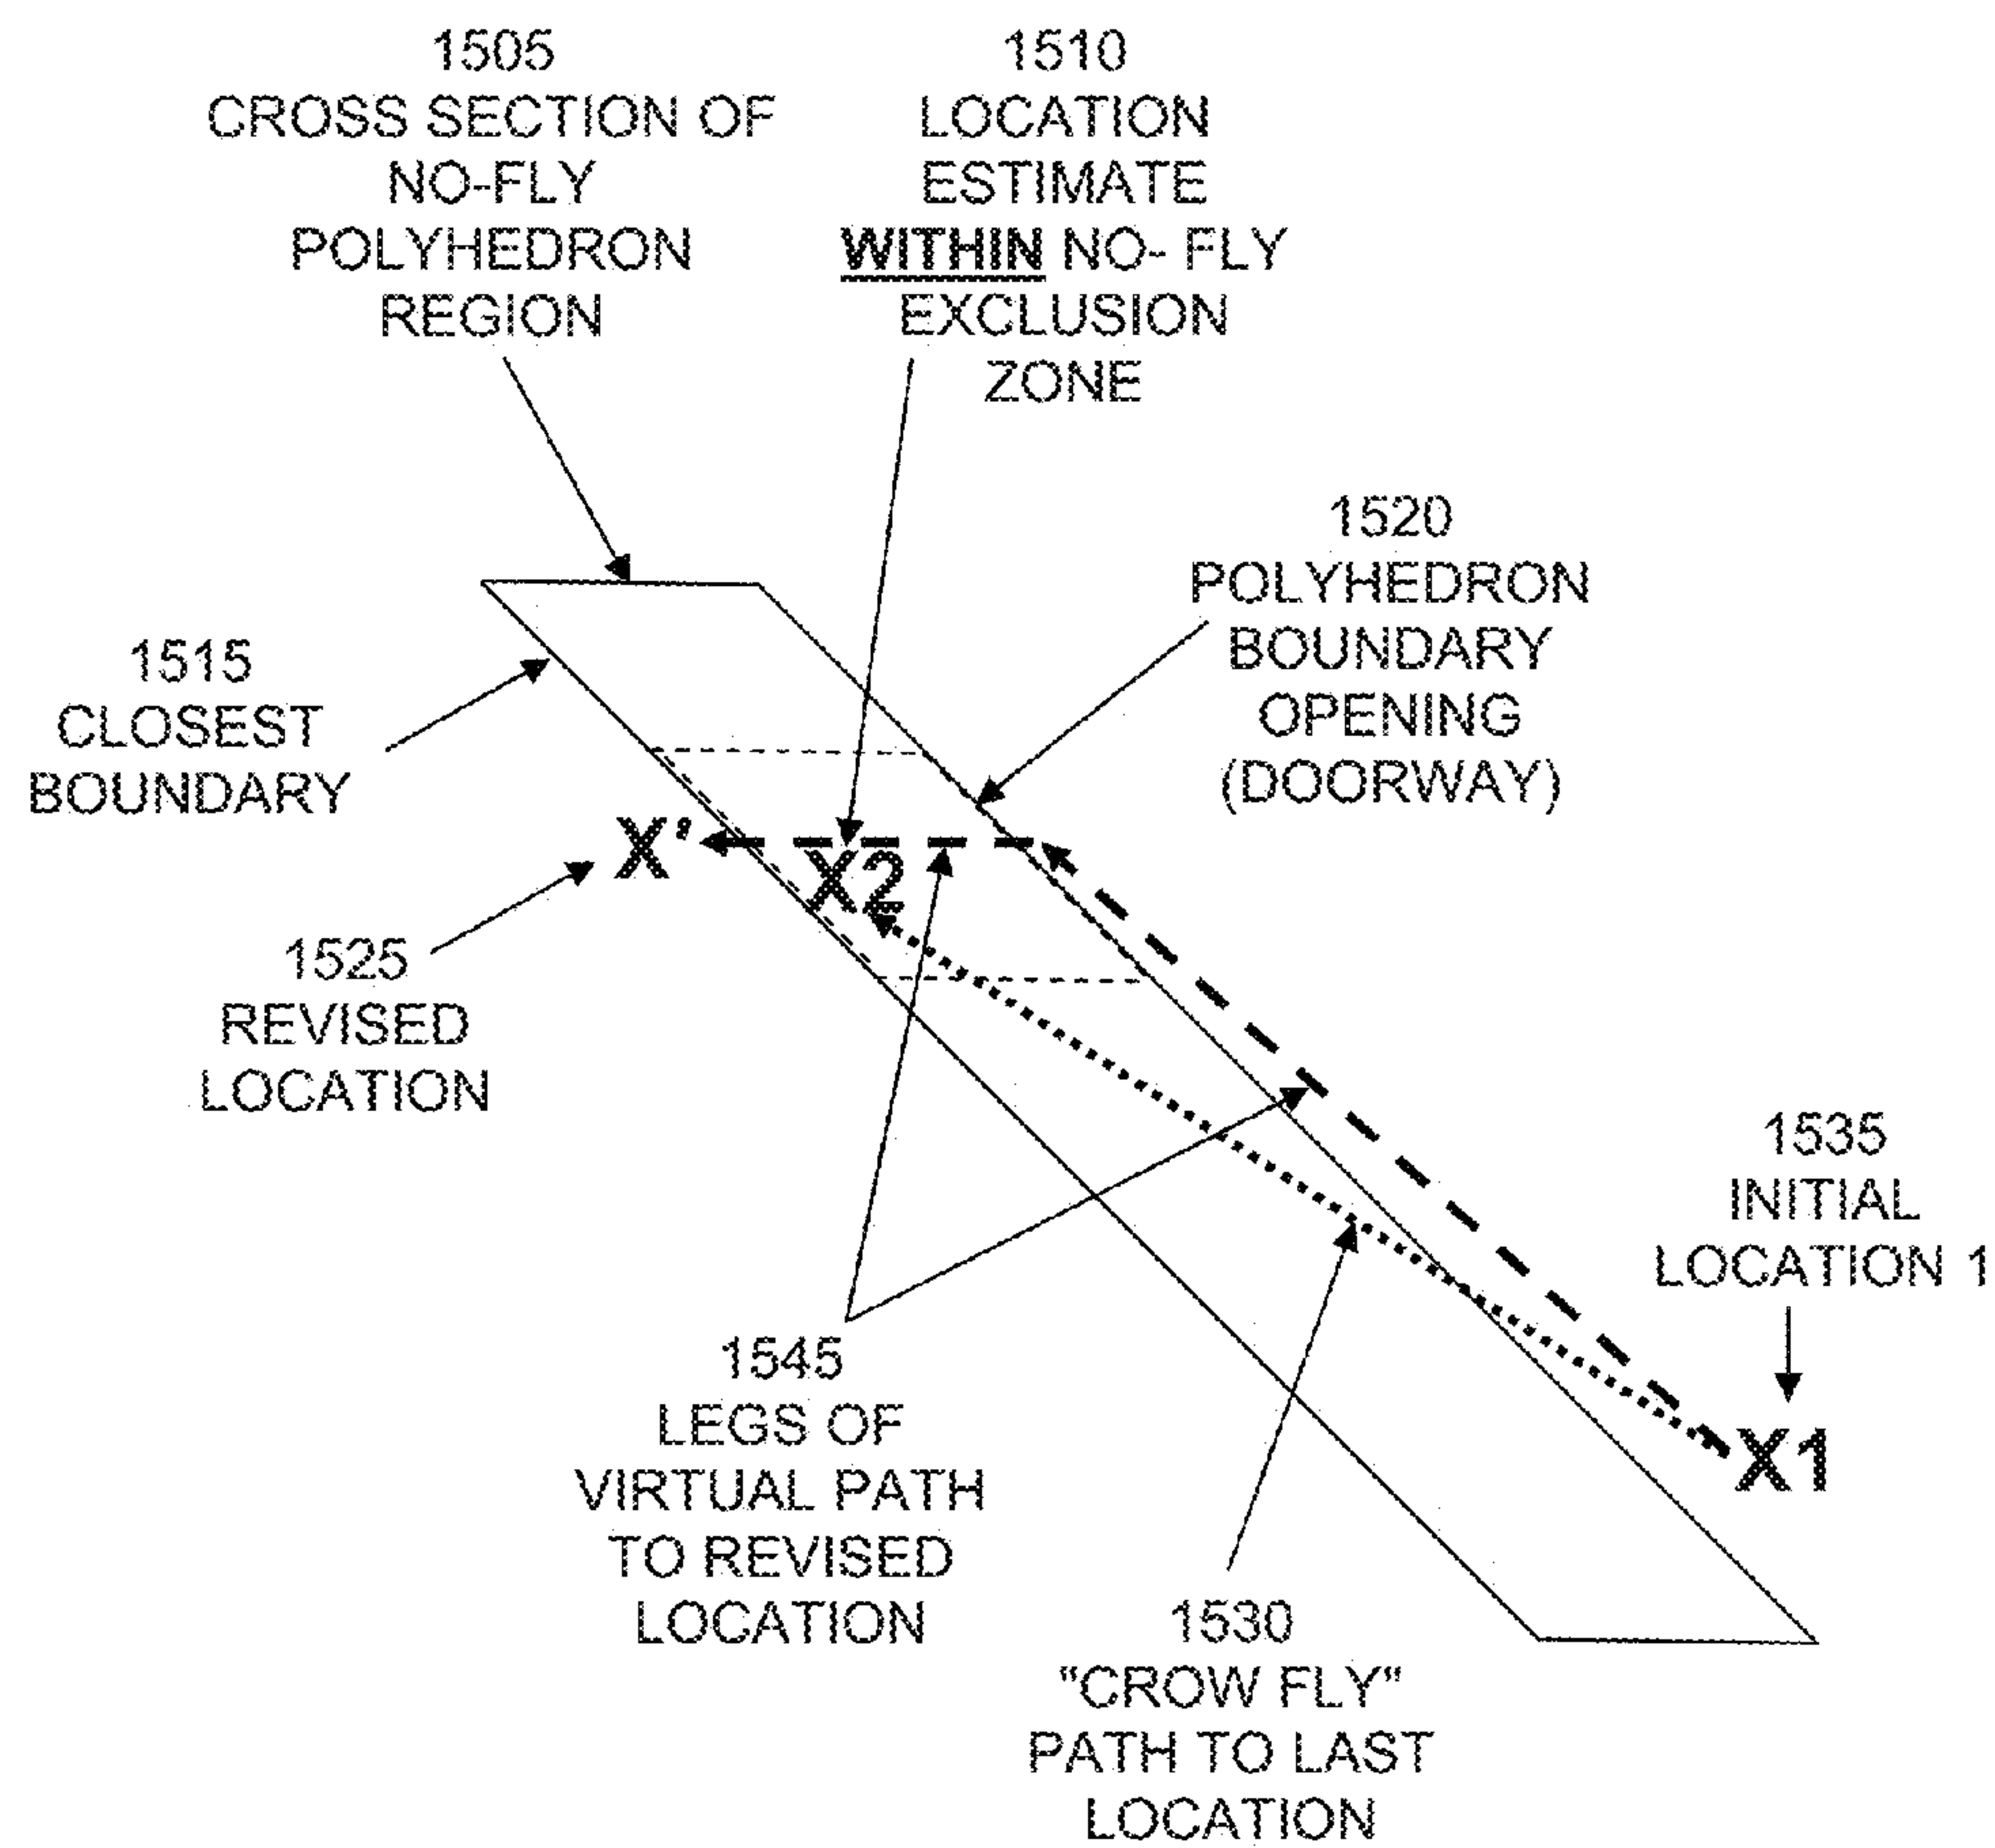 1505
CROSS SECTION OF
NO-FLY
POLYHEDRON
REGION
1510
LOCATION
ESTIMATE
WITHIN NO- FLY
EXCLUSION
ZONE
1520
POLYHEDRON
BOUNDARY
OPENING
(DOORWAY)
1515
CLOSEST
BOUNDARY
X'
X2
1525
REVISED
LOCATION
1535
INITIAL
LOCATION 1
X1
1545
LEGS OF
VIRTUAL PATH
TO REVISED
LOCATION
1530
"CROW FLY"
PATH TO LAST
LOCATION